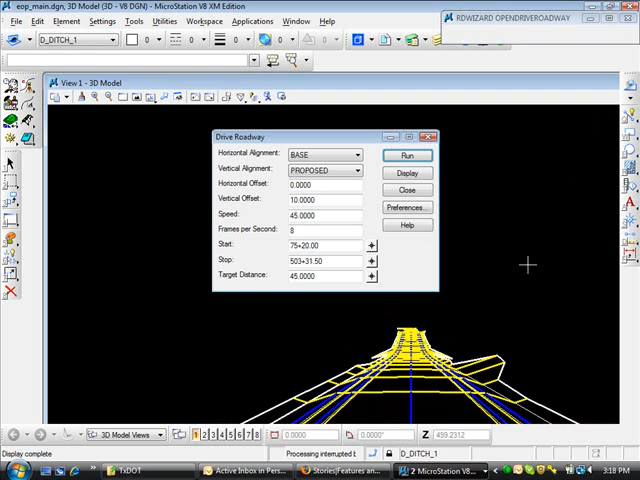 eop_main.dgn, 3D Model (3D - V8 DGN) - MicroStation V8 XM Edition
RDWIZARD OPENDRIVEROADWAY
File Element Settings Tools Utilities Workspace Applications Window Help
D_DITCH_1 0 0 0
View 1 - 3D Model
Drive Roadway
Horizontal Alignment: BASE Run
Vertical Alignment: PROPOSED Display
Horizontal Offset: 0.0000 Close
Vertical Offset: 10.0000 Preferences...
Speed: 45.0000 Help
Frames per Second: 8
Start: 75+20.00
Stop: 503+31.50
Target Distance: 45.0000
3D Model Views 1 2 3 4 5 6 7 8 0.0000 0.0000° Z 499.2312
Display complete Processing interrupted b D_DITCH_1
TxDOT Active Inbox in Pers... Stories|Features an... 2 MicroStation V8... 3:18 PM